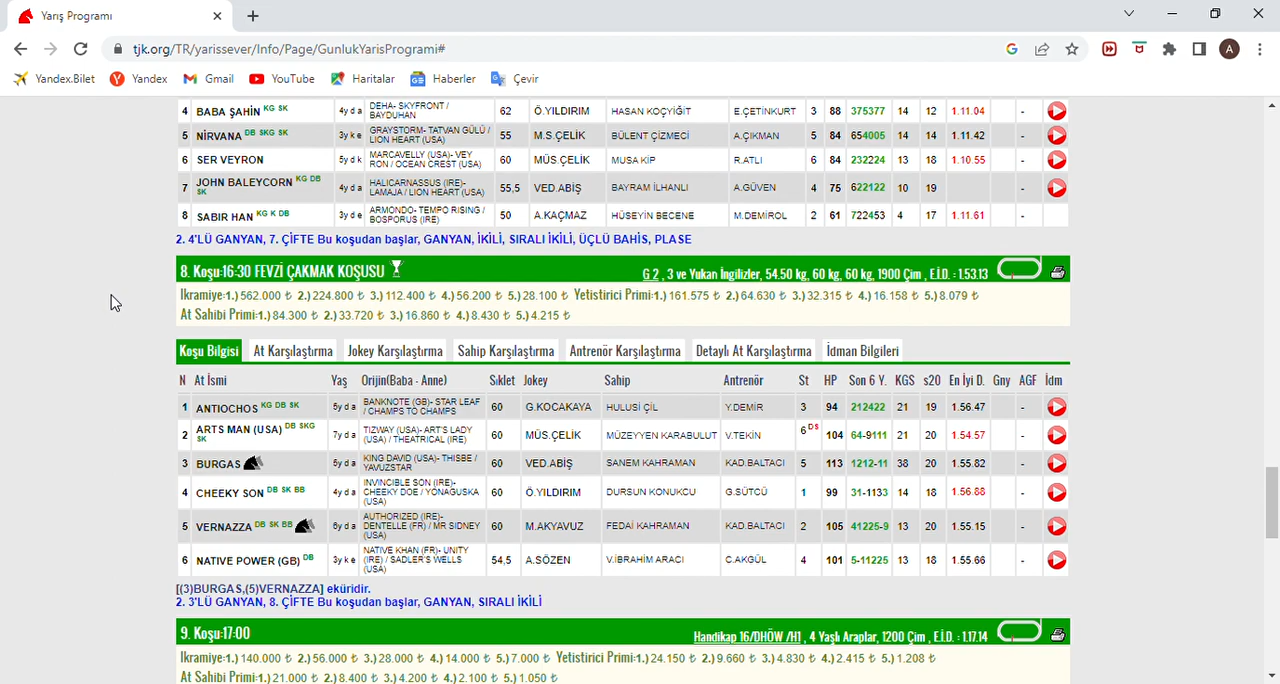 Yarış Programı
tjk.org/TR/yarissever/Info/Page/GunlukYarisProgrami#
A
Yandex.Bilet Yandex Gmail YouTube Haritalar Haberler Çevir
4 BABA ŞAHİN KG SK 4y d a DEHA- SKYFRONT / BAYDUHAN 62 Ö.YILDIRIM HASAN KOÇYİĞİT E.ÇETİNKURT 3 88 375377 14 12 1.11.04 -
5 NİRVANA DB SKG SK 3y k e GRAYSTORM- TATVAN GÜLÜ / LION HEART (USA) 55 M.S.ÇELİK BÜLENT ÇİZMECİ A.ÇIKMAN 5 84 654005 14 14 1.11.42 -
6 SER VEYRON 5y d k MARCAVELLY (USA)- VEY RON / OCEAN CREST (USA) 60 MÜS.ÇELİK MUSA KİP R.ATLI 6 84 232224 13 18 1.10.55 -
7 JOHN BALEYCORN KG DB SK 4y d a HALICARNASSUS (IRE)- LAMAJA / LION HEART (USA) 55,5 VED.ABİŞ BAYRAM İLHANLI A.GÜVEN 4 75 622122 10 19 -
8 SABIR HAN KG K DB 3y d e ARMONDO- TEMPO RISING / BOSPORUS (IRE) 50 A.KAÇMAZ HÜSEYİN BECENE M.DEMİROL 2 61 722453 4 17 1.11.61 -
2. 4'LÜ GANYAN, 7. ÇİFTE Bu koşudan başlar, GANYAN, İKİLİ, SIRALI İKİLİ, ÜÇLÜ BAHİS, PLASE
8. Koşu:16:30 FEVZİ ÇAKMAK KOŞUSU G 2 , 3 ve Yukarı İngilizler, 54.50 kg, 60 kg, 60 kg, 1900 Çim , E.İ.D. : 1.53.13
Ikramiye:1.) 562.000 ₺ 2.) 224.800 ₺ 3.) 112.400 ₺ 4.) 56.200 ₺ 5.) 28.100 ₺ Yetistirici Primi:1.) 161.575 ₺ 2.) 64.630 ₺ 3.) 32.315 ₺ 4.) 16.158 ₺ 5.) 8.079 ₺
At Sahibi Primi:1.) 84.300 ₺ 2.) 33.720 ₺ 3.) 16.860 ₺ 4.) 8.430 ₺ 5.) 4.215 ₺
Koşu Bilgisi At Karşılaştırma Jokey Karşılaştırma Sahip Karşılaştırma Antrenör Karşılaştırma Detaylı At Karşılaştırma İdman Bilgileri
N At İsmi Yaş Orijin(Baba - Anne) Sıklet Jokey Sahip Antrenör St HP Son 6 Y. KGS s20 En İyi D. Gny AGF İdm
1 ANTIOCHOS KG DB SK 5y d a BANKNOTE (GB)- STAR LEAF / CHAMPS TO CHAMPS 60 G.KOCAKAYA HULUSİ ÇİL Y.DEMİR 3 94 212422 21 19 1.56.47 -
2 ARTS MAN (USA) DB SKG SK 7y d a TIZWAY (USA)- ART'S LADY (USA) / THEATRICAL (IRE) 60 MÜS.ÇELİK MÜZEYYEN KARABULUT V.TEKİN 6 DS 104 64-9111 21 20 1.54.57 -
3 BURGAS 5y d a KING DAVID (USA)- THISBE / YAVUZSTAR 60 VED.ABİŞ SANEM KAHRAMAN KAD.BALTACI 5 113 1212-11 38 20 1.55.82 -
4 CHEEKY SON DB SK BB 4y d a INVINCIBLE SON (IRE)- CHEEKY DOE / YONAGUSKA (USA) 60 Ö.YILDIRIM DURSUN KONUKCU G.SÜTCÜ 1 99 31-1133 14 18 1.56.88 -
5 VERNAZZA DB SK BB 6y d a AUTHORIZED (IRE)- DENTELLE (FR) / MR SIDNEY (USA) 60 M.AKYAVUZ FEDAİ KAHRAMAN KAD.BALTACI 2 105 41225-9 13 20 1.55.15 -
6 NATIVE POWER (GB) DB 3y k e NATIVE KHAN (FR)- UNITY (IRE) / SADLER'S WELLS (USA) 54,5 A.SÖZEN V.İBRAHİM ARACI C.AKGÜL 4 101 5-11225 13 18 1.55.66 -
[(3)BURGAS,(5)VERNAZZA] eküridir.
2. 3'LÜ GANYAN, 8. ÇİFTE Bu koşudan başlar, GANYAN, SIRALI İKİLİ
9. Koşu:17:00 Handikap 16/DHÖW /H1 , 4 Yaşlı Araplar, 1200 Çim , E.İ.D. : 1.17.14
Ikramiye:1.) 140.000 ₺ 2.) 56.000 ₺ 3.) 28.000 ₺ 4.) 14.000 ₺ 5.) 7.000 ₺ Yetistirici Primi:1.) 24.150 ₺ 2.) 9.660 ₺ 3.) 4.830 ₺ 4.) 2.415 ₺ 5.) 1.208 ₺
At Sahibi Primi:1.) 21.000 ₺ 2.) 8.400 ₺ 3.) 4.200 ₺ 4.) 2.100 ₺ 5.) 1.050 ₺